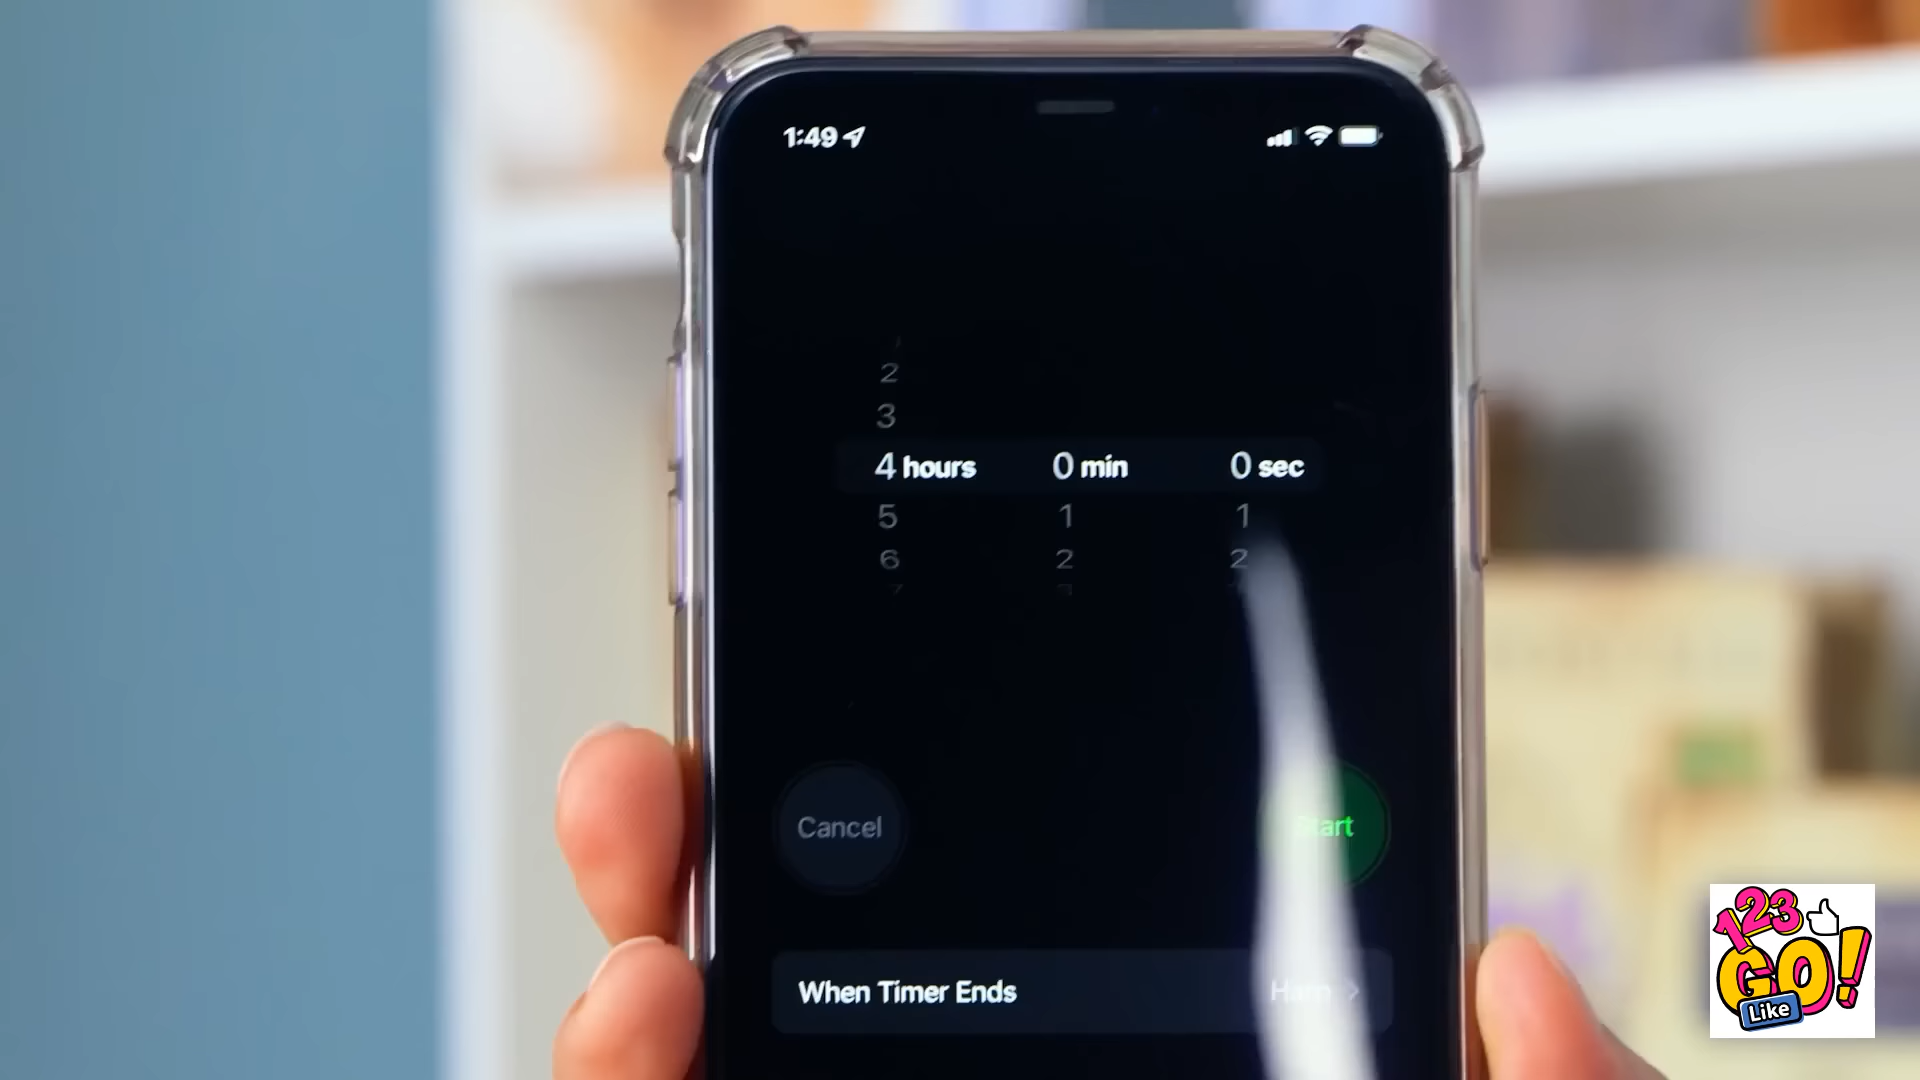 1:49
2
3
4 hours 0 min 0 sec
5 1 1
6 2 2
Cancel
When Timer Ends
123
GO!
Like